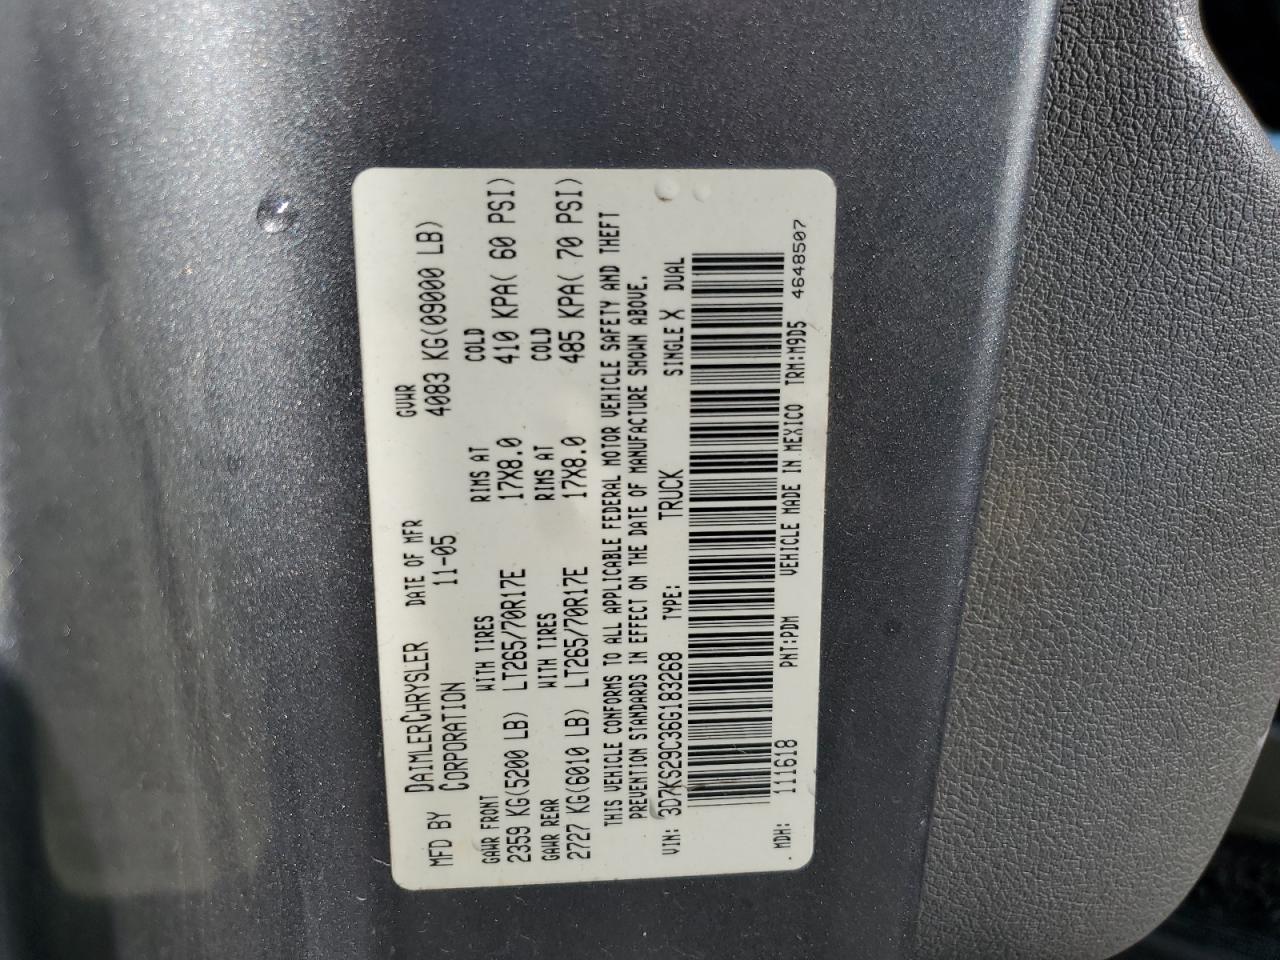 MFD BY DAIMLERCHRYSLER DATE OF MFR GVWR
CORPORATION 11-05 4083 KG(09000 LB)
GAWR FRONT WITH TIRES RIMS AT COLD
2359 KG(5200 LB) LT265/70R17E 17X8.0 410 KPA( 60 PSI)
GAWR REAR WITH TIRES RIMS AT COLD
2727 KG(6010 LB) LT265/70R17E 17X8.0 485 KPA( 70 PSI)
THIS VEHICLE CONFORMS TO ALL APPLICABLE FEDERAL MOTOR VEHICLE SAFETY AND THEFT
PREVENTION STANDARDS IN EFFECT ON THE DATE OF MANUFACTURE SHOWN ABOVE.
VIN: 3D7KS29C36G183268 TYPE: TRUCK SINGLE X DUAL
MDH: 111618 PNT:PDM VEHICLE MADE IN MEXICO TRM:M9D5 4648507